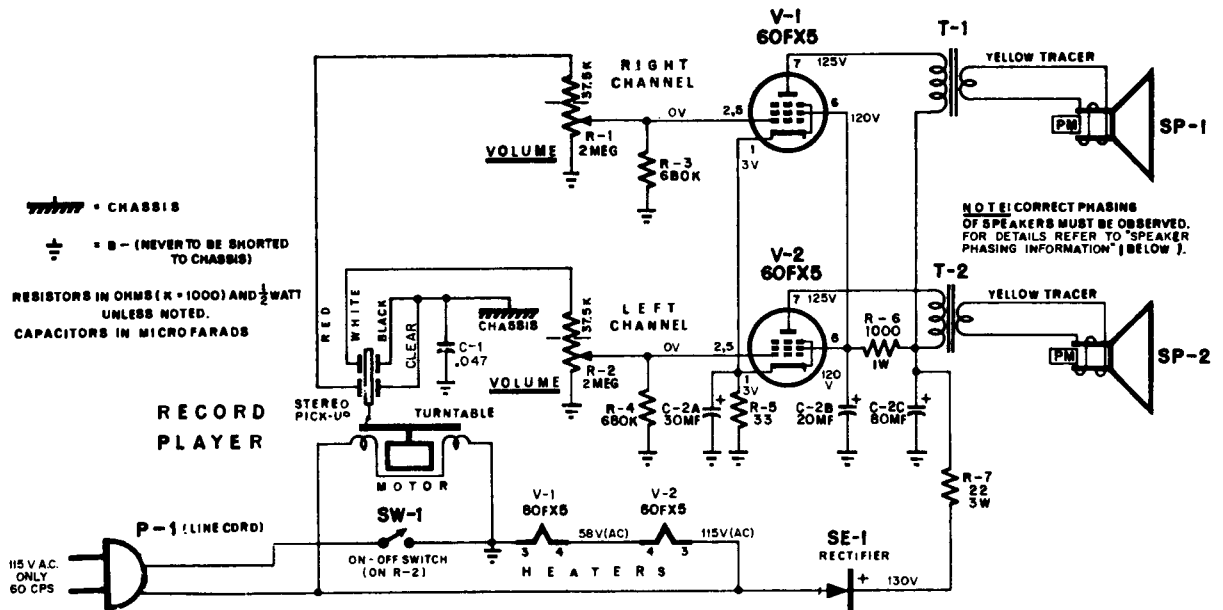 V-1
60FX5
T-1
7
125V
YELLOW TRACER
RIGHT
CHANNEL
37.5K
0V
2,5
6
120V
PM
SP-1
R-1
2MEG
VOLUME
R-3
680K
1
3V
= CHASSIS
= B- (NEVER TO BE SHORTED
TO CHASSIS)
RESISTORS IN OHMS (K = 1000) AND 1/2 WATT
UNLESS NOTED.
CAPACITORS IN MICROFARADS
NOTE: CORRECT PHASING
OF SPEAKERS MUST BE OBSERVED.
FOR DETAILS REFER TO "SPEAKER
PHASING INFORMATION" (BELOW).
V-2
60FX5
T-2
7
125V
YELLOW TRACER
RED
WHITE
BLACK
CLEAR
C-1
.047
CHASSIS
37.5K
LEFT
CHANNEL
0V
2,5
6
R-6
1000
1W
PM
SP-2
R-2
2MEG
VOLUME
R-4
680K
C-2A
30MF
+
1
3V
R-5
33
120
V
C-2B
20MF
+
C-2C
80MF
+
RECORD
PLAYER
STEREO
PICK-UP
TURNTABLE
MOTOR
R-7
22
3W
P-1 (LINE CORD)
SW-1
ON-OFF SWITCH
(ON R-2)
V-1
60FX5
V-2
60FX5
3
4
58V(AC)
4
3
115V(AC)
HEATERS
SE-1
RECTIFIER
+
130V
115 V A.C.
ONLY
60 CPS